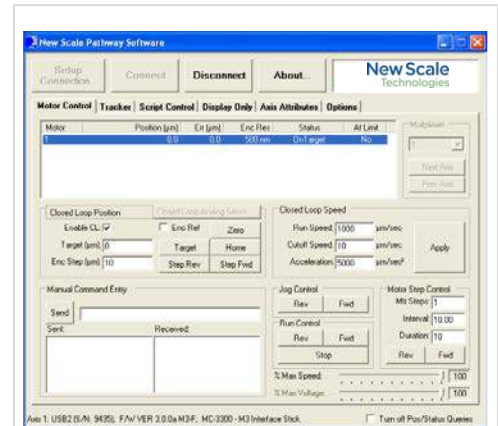 New Scale Pathway Software
Setup Connection... Connect Disconnect About... New Scale Technologies
Motor Control Tracker Script Control Display Only Axis Attributes Options
Motor Position (µm) Err (µm) Enc Res Status At Limit Multiplexer
1 0.0 0.0 500 nm OnTarget No 1
Next Axis
Prev Axis
Closed Loop Position Closed Loop Analog Servo Closed Loop Speed
Enable CL Enc Ref Zero Run Speed 1000 µm/sec
Target (µm) 0 Target Home Cutoff Speed 10 µm/sec Apply
Enc Step (µm) 10 Step Rev Step Fwd Acceleration 5000 µm/sec²
Manual Command Entry Jog Control Motor Step Control
Send Rev Fwd Mtr Steps 1
Sent: Received: Run Control Interval 10.00
Rev Fwd Duration 10
Stop Rev Fwd
% Max Speed 100
% Max Voltage 100
Axis 1: USB2 (S/N, 9435), F/W VER 3.0.0a M3-F, MC-3300 - M3 Interface Stick Turn off Pos/Status Queries